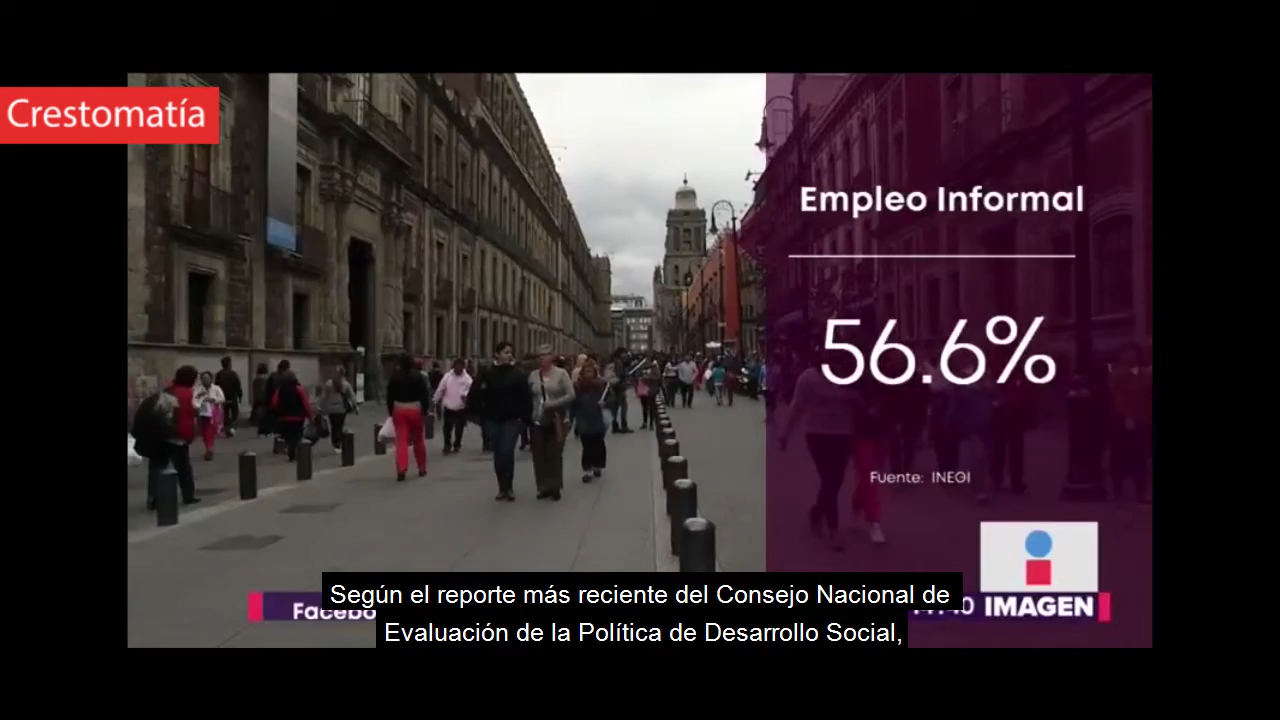 Crestomatía
Empleo Informal
56.6%
Fuente: INEGI
Según el reporte más reciente del Consejo Nacional de
Evaluación de la Política de Desarrollo Social,
IMAGEN